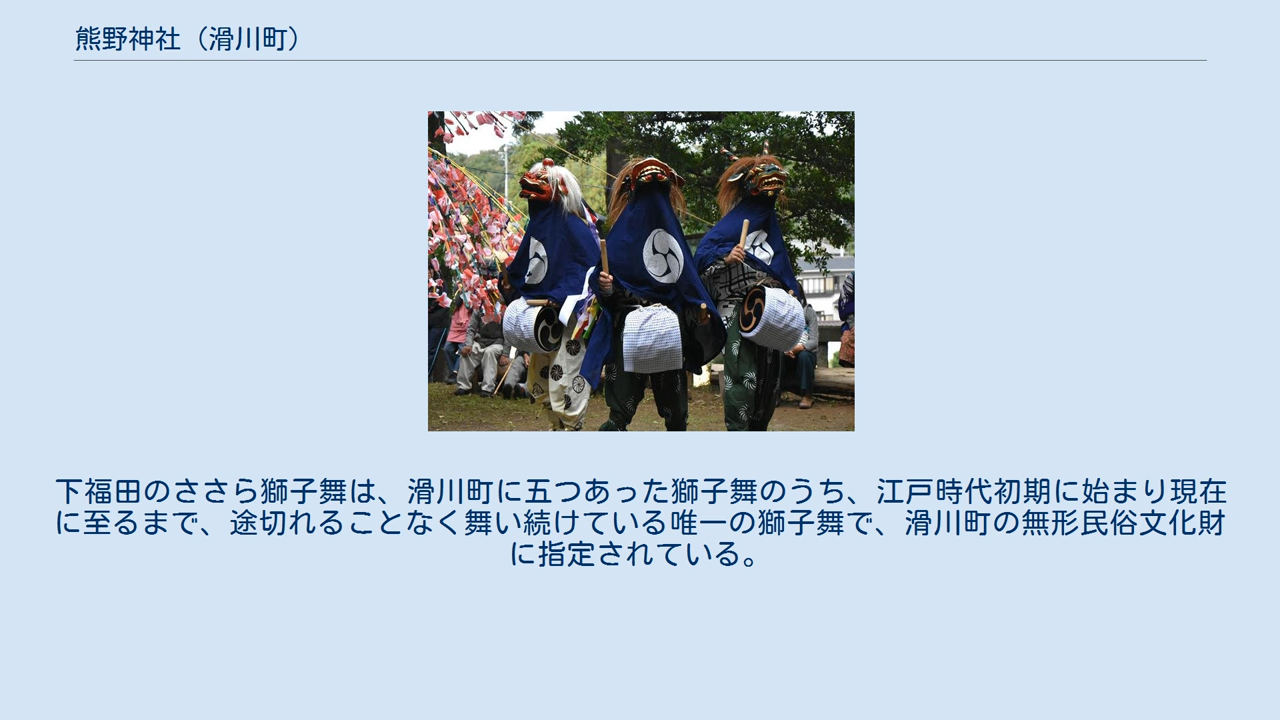 熊野神社（滑川町）
下福田のささら獅子舞は、滑川町に五つあった獅子舞のうち、江戸時代初期に始まり現在
に至るまで、途切れることなく舞い続けている唯一の獅子舞で、滑川町の無形民俗文化財
に指定されている。